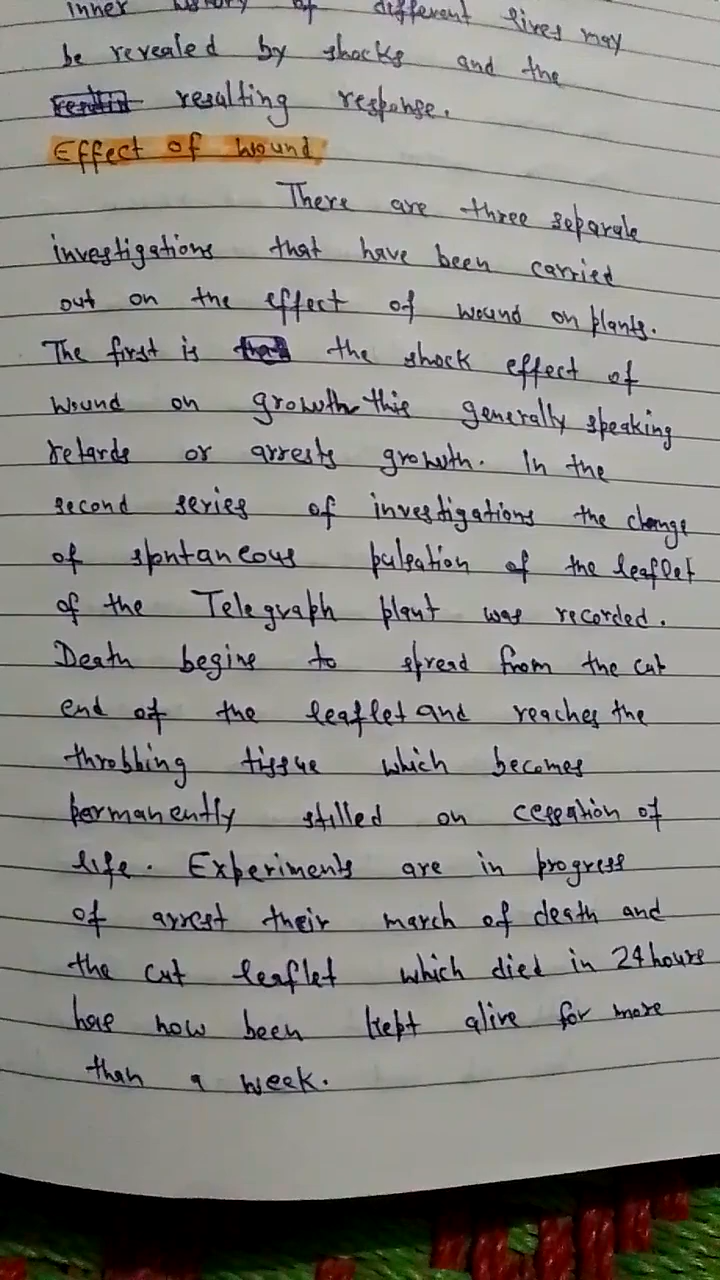 inner history of different lives may
be revealed by shocks and the
resulting response.
Effect of wound
There are three separate
investigations that have been carried
out on the effect of wound on plants.
The first is the shock effect of
wound on growth this generally speaking
retards or arrests growth. In the
second series of investigations the change
of spontaneous pulsation of the leaflet
of the Telegraph plant was recorded.
Death begins to spread from the cut
end of the leaflet and reaches the
throbbing tissue which becomes
permanently stilled on cessation of
life. Experiments are in progress
of arrest their march of death and
the cut leaflet which died in 24 hours
has now been kept alive for more
than a week.